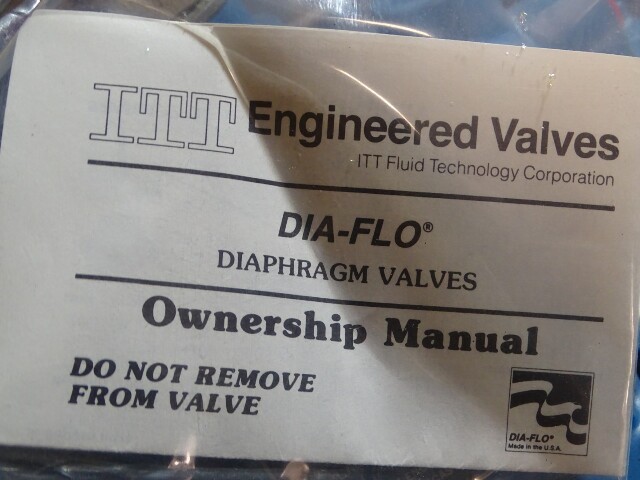 ITT Engineered Valves
ITT Fluid Technology Corporation
DIA-FLO®
DIAPHRAGM VALVES
Ownership Manual
DO NOT REMOVE
FROM VALVE
DIA-FLO®
Made in the U.S.A.